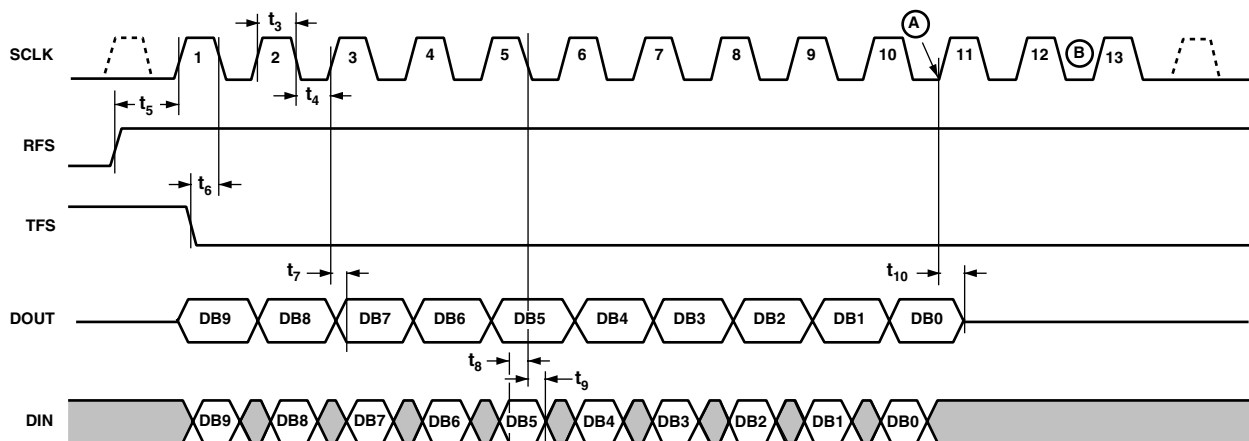 A
t3
SCLK 1 2 3 4 5 6 7 8 9 10 11 12 B 13
t4
t5
RFS
t6
TFS
t7 t10
DOUT DB9 DB8 DB7 DB6 DB5 DB4 DB3 DB2 DB1 DB0
t8 t9
DIN DB9 DB8 DB7 DB6 DB5 DB4 DB3 DB2 DB1 DB0